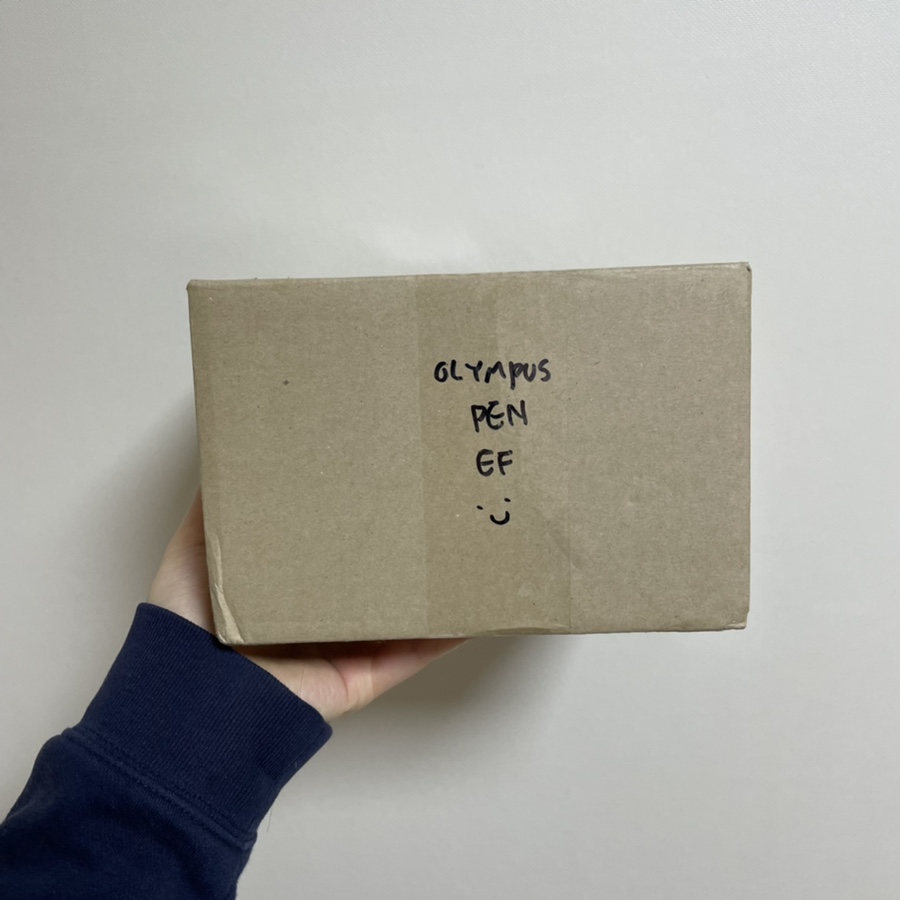 OLYMPUS
PEN
EF
:)